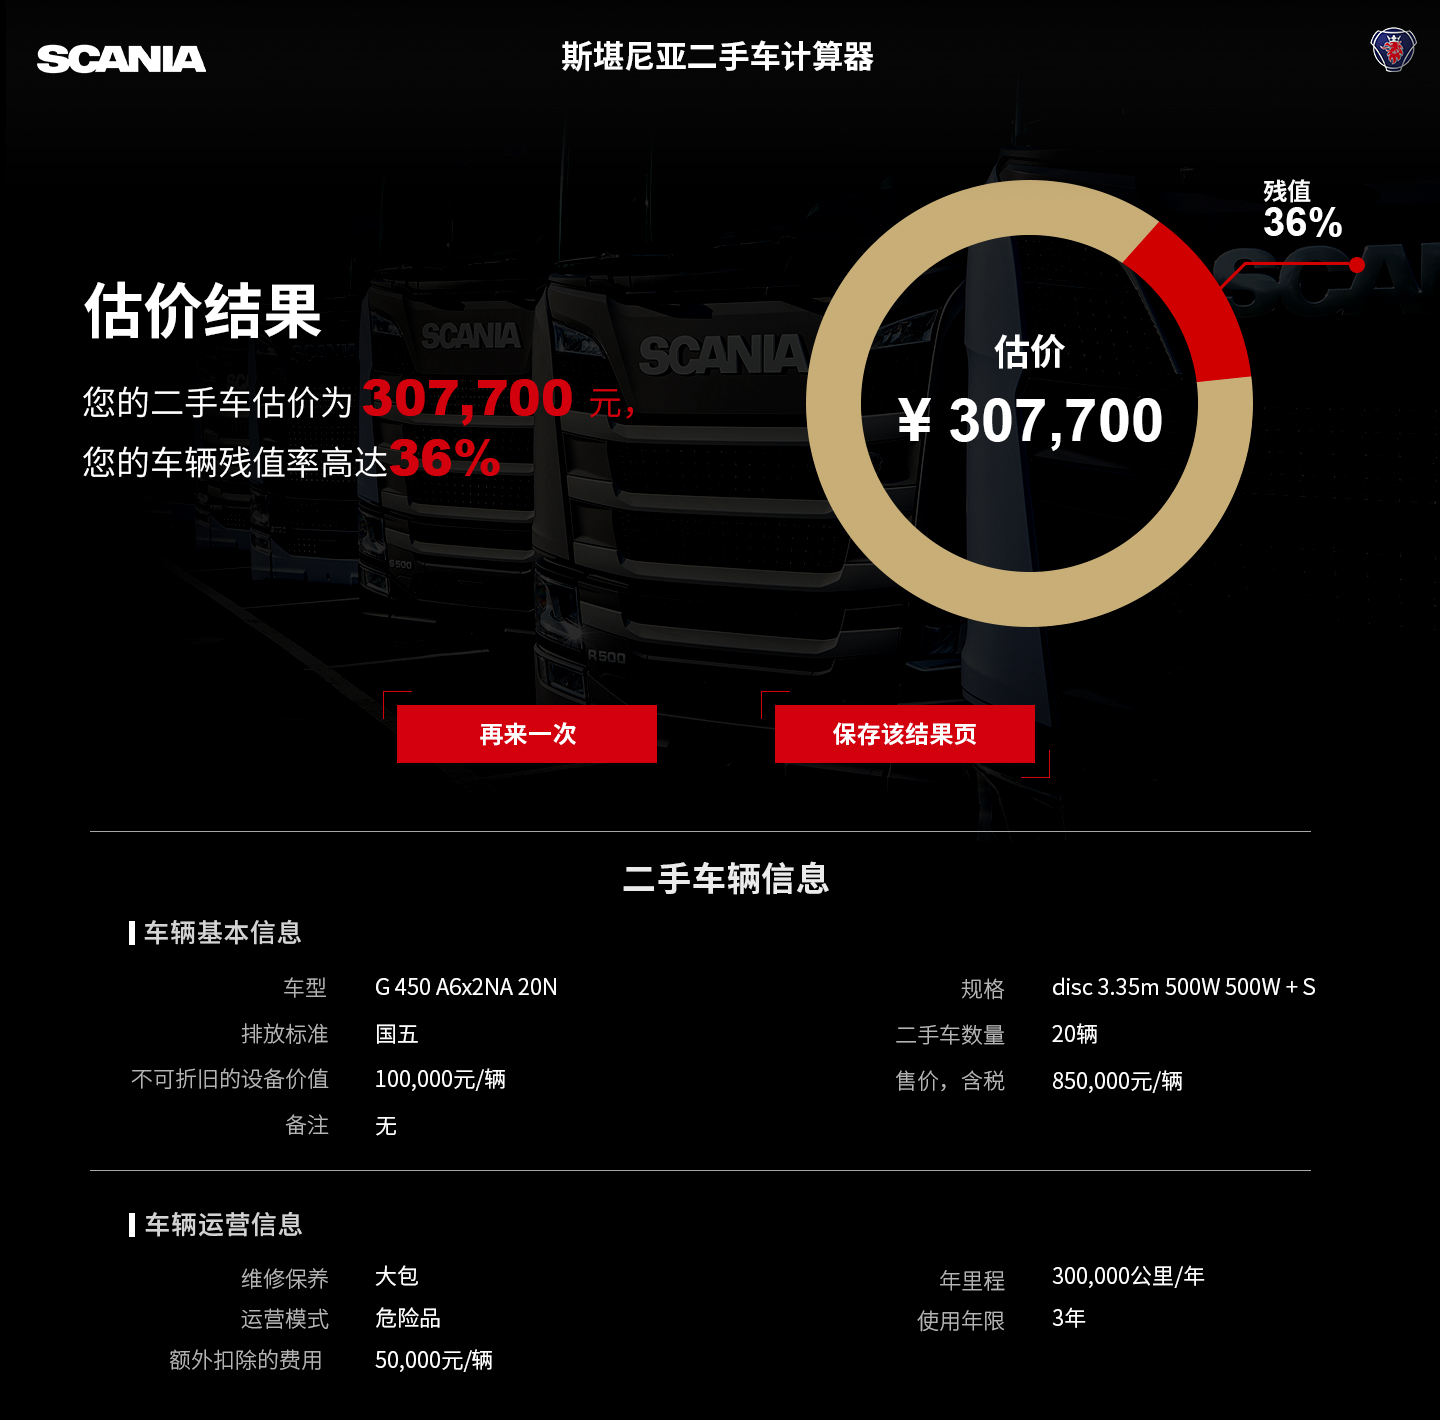 SCANIA
斯堪尼亚二手车计算器
残值
36%
SCANIA
SCANIA
SCAN
估价结果
您的二手车估价为 307,700 元，
您的车辆残值率高达36%
估价
¥ 307,700
R500
再来一次
保存该结果页
二手车辆信息
车辆基本信息
车型 G 450 A6x2NA 20N
规格 disc 3.35m 500W 500W + S
排放标准 国五
二手车数量 20辆
不可折旧的设备价值 100,000元/辆
售价，含税 850,000元/辆
备注 无
车辆运营信息
维修保养 大包
年里程 300,000公里/年
运营模式 危险品
使用年限 3年
额外扣除的费用 50,000元/辆